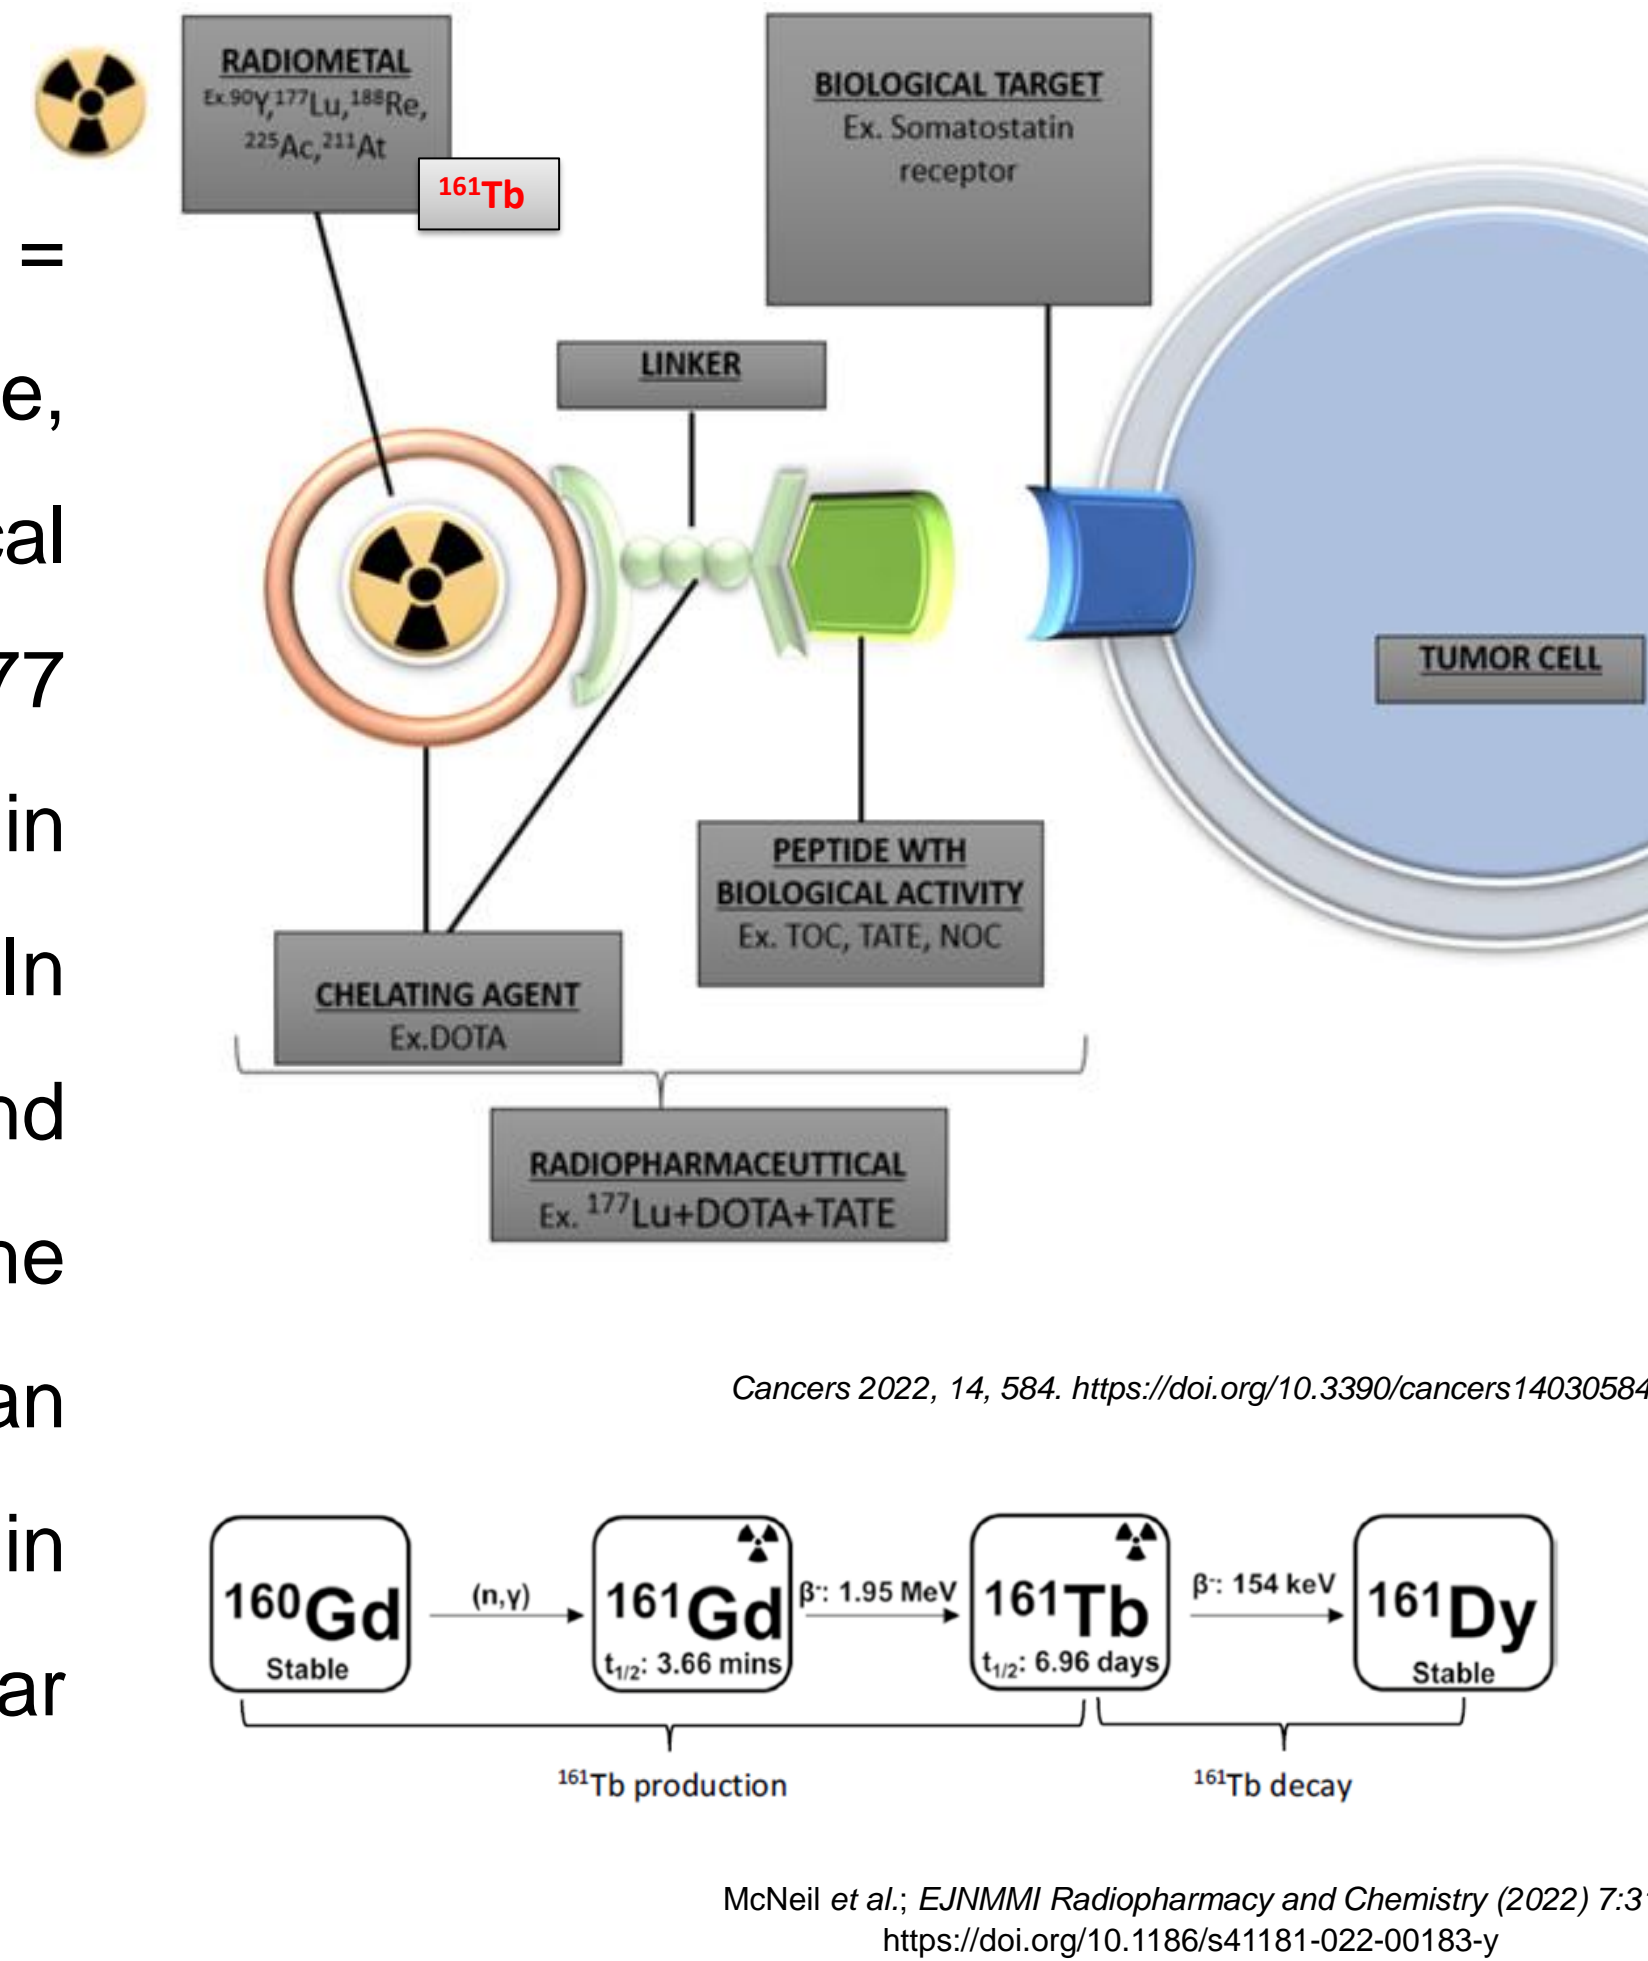 RADIOMETAL
Ex.⁹⁰Y,¹⁷⁷Lu,¹⁸⁸Re,
²²⁵Ac,²¹¹At
¹⁶¹Tb
BIOLOGICAL TARGET
Ex. Somatostatin
receptor
=
e,
cal
77
in
In
nd
ne
an
in
ar
LINKER
TUMOR CELL
PEPTIDE WTH
BIOLOGICAL ACTIVITY
Ex. TOC, TATE, NOC
CHELATING AGENT
Ex.DOTA
RADIOPHARMACEUTTICAL
Ex. ¹⁷⁷Lu+DOTA+TATE
Cancers 2022, 14, 584. https://doi.org/10.3390/cancers14030584
¹⁶⁰Gd
Stable
(n,γ)
¹⁶¹Gd
t₁/₂: 3.66 mins
β⁻: 1.95 MeV
¹⁶¹Tb
t₁/₂: 6.96 days
β⁻: 154 keV
¹⁶¹Dy
Stable
¹⁶¹Tb production
¹⁶¹Tb decay
McNeil et al.; EJNMMI Radiopharmacy and Chemistry (2022) 7:3
https://doi.org/10.1186/s41181-022-00183-y